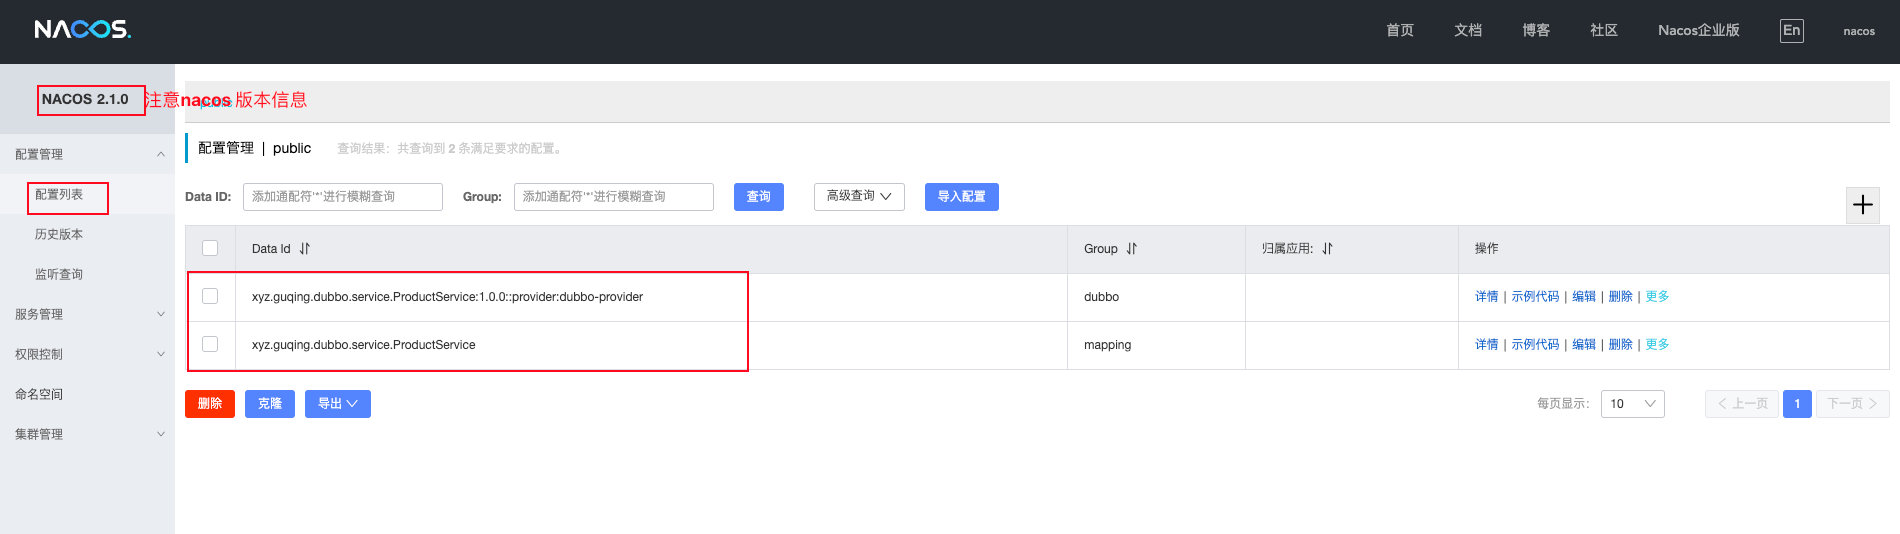 NACOS.
首页 文档 博客 社区 Nacos企业版 En nacos
NACOS 2.1.0
注意nacos 版本信息
public
配置管理
配置列表
历史版本
监听查询
服务管理
权限控制
命名空间
集群管理
配置管理 | public 查询结果：共查询到 2 条满足要求的配置。
Data ID: 添加通配符'*'进行模糊查询 Group: 添加通配符'*'进行模糊查询 查询 高级查询 导入配置
Data Id Group 归属应用: 操作
xyz.guqing.dubbo.service.ProductService:1.0.0::provider:dubbo-provider dubbo 详情 | 示例代码 | 编辑 | 删除 | 更多
xyz.guqing.dubbo.service.ProductService mapping 详情 | 示例代码 | 编辑 | 删除 | 更多
删除 克隆 导出 每页显示: 10 上一页 1 下一页